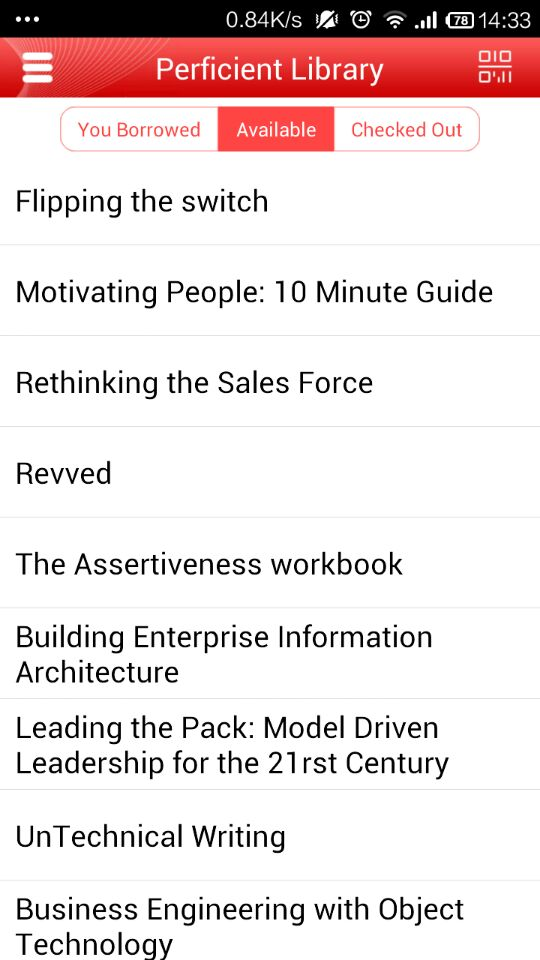 0.84K/s 78 14:33
Perficient Library
You Borrowed Available Checked Out
Flipping the switch
Motivating People: 10 Minute Guide
Rethinking the Sales Force
Revved
The Assertiveness workbook
Building Enterprise Information
Architecture
Leading the Pack: Model Driven
Leadership for the 21rst Century
UnTechnical Writing
Business Engineering with Object
Technology